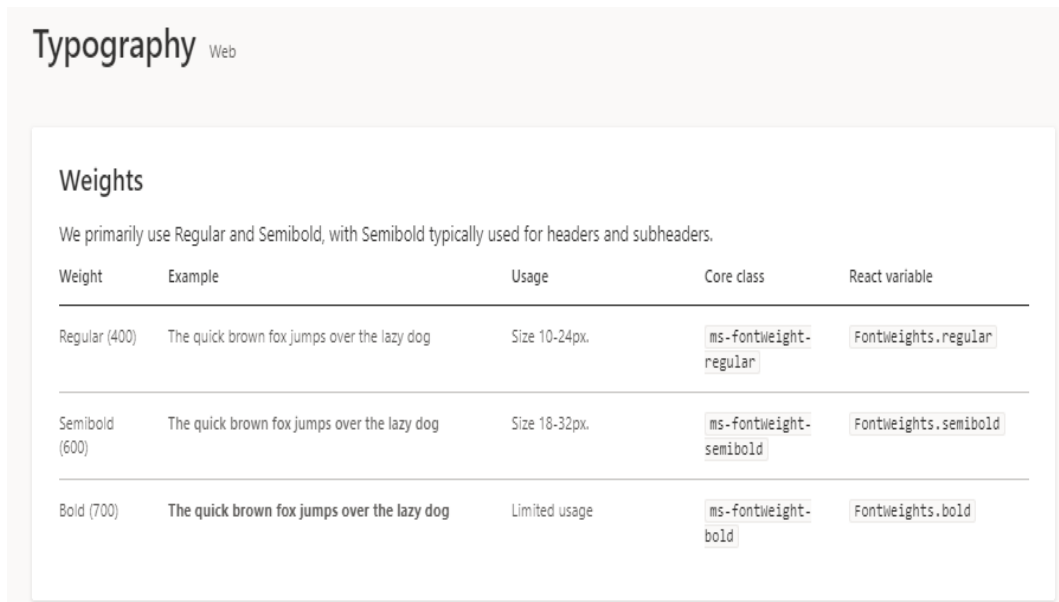 Typography Web
Weights
We primarily use Regular and Semibold, with Semibold typically used for headers and subheaders.
Weight Example Usage Core class React variable
Regular (400) The quick brown fox jumps over the lazy dog Size 10-24px. ms-fontWeight- FontWeights.regular
regular
Semibold The quick brown fox jumps over the lazy dog Size 18-32px. ms-fontWeight- FontWeights.semibold
(600) semibold
Bold (700) The quick brown fox jumps over the lazy dog Limited usage ms-fontWeight- FontWeights.bold
bold